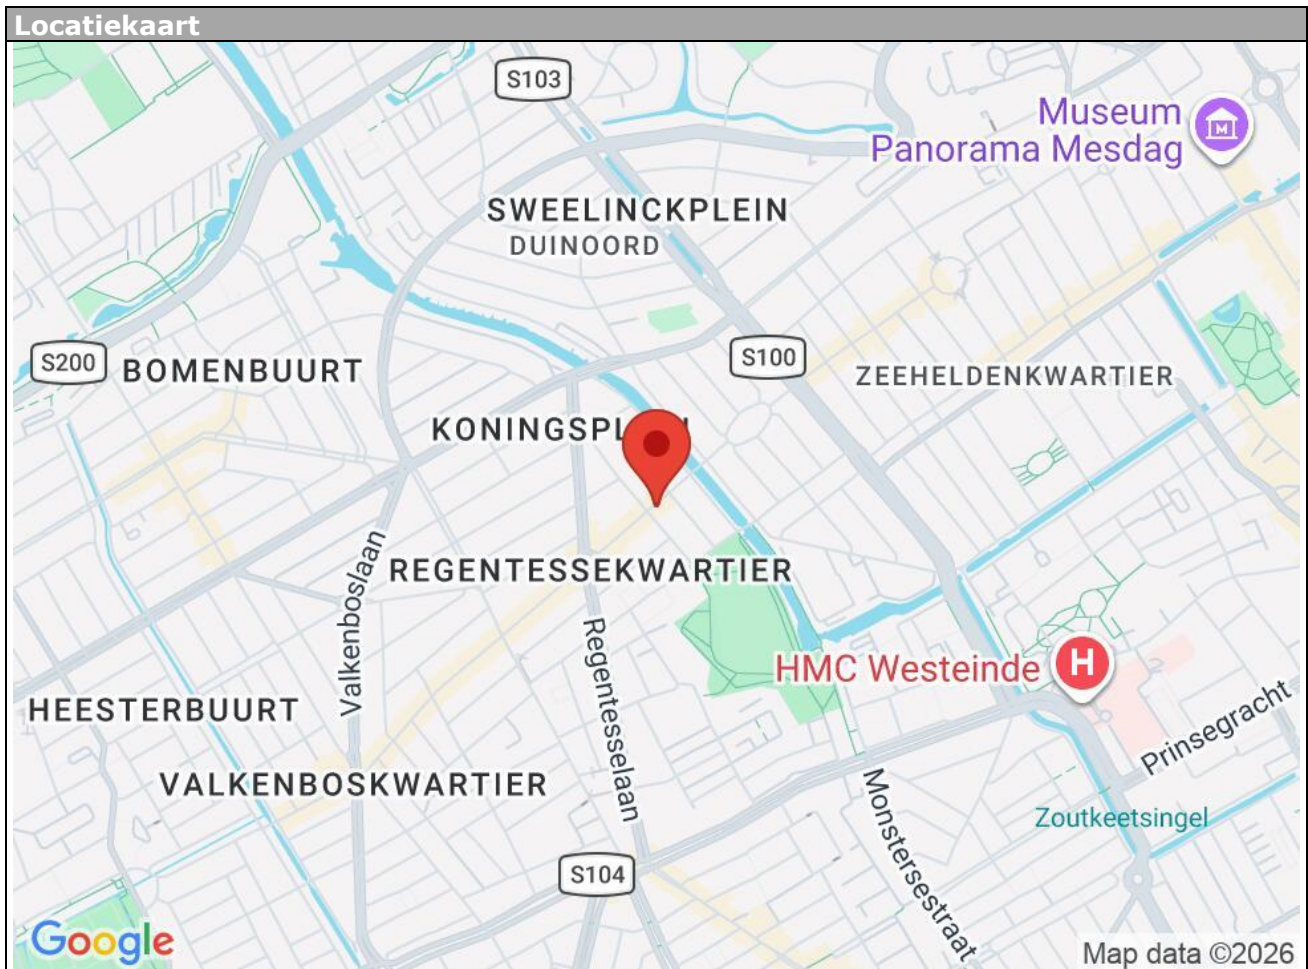 Locatiekaart
S103
Museum
Panorama Mesdag
SWEELINCKPLEIN
DUINOORD
S200
BOMENBUURT
S100
ZEEHELDENKWARTIER
KONINGSPL
REGENTESSEKWARTIER
Valkenboslaan
Regentesselaan
HMC Westeinde
H
HEESTERBUURT
Prinsegracht
VALKENBOSKWARTIER
Monstersestraat
Zoutkeetsingel
S104
Google
Map data ©2026